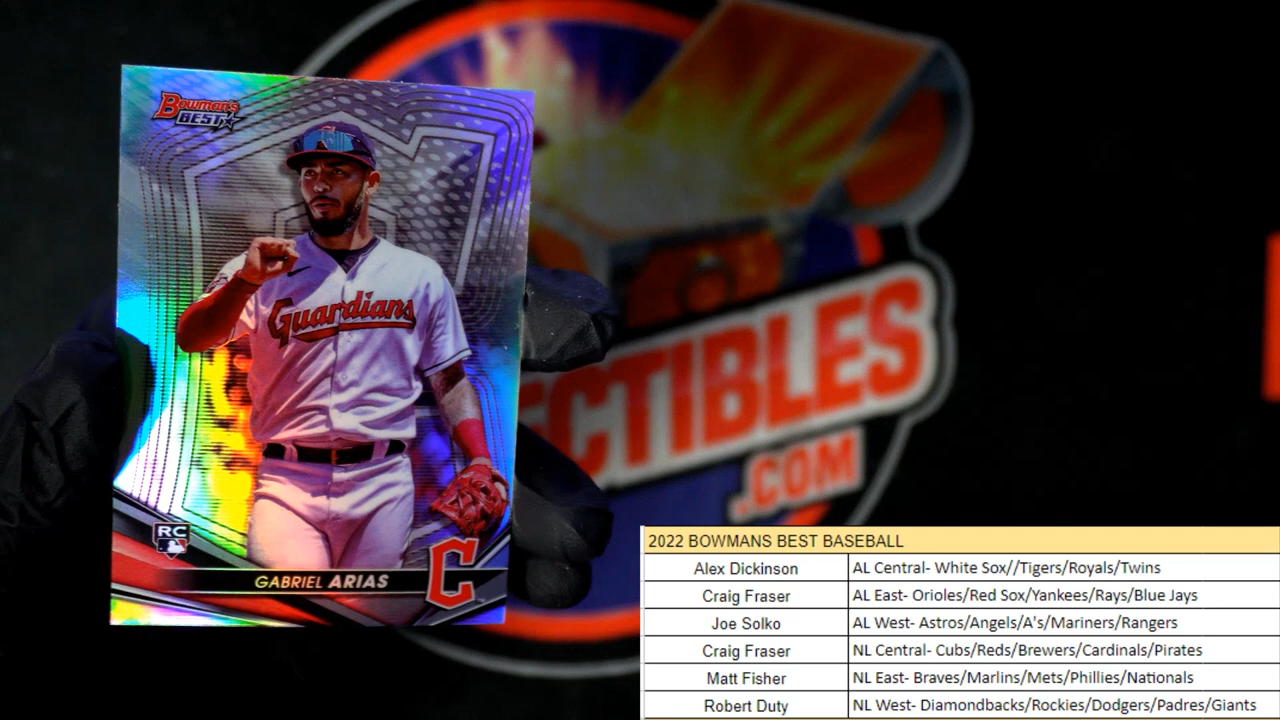 Bowman's
BEST
Guardians
RC
GABRIEL ARIAS
C
ECTIBLES
.COM
2022 BOWMANS BEST BASEBALL
Alex Dickinson AL Central- White Sox//Tigers/Royals/Twins
Craig Fraser AL East- Orioles/Red Sox/Yankees/Rays/Blue Jays
Joe Solko AL West- Astros/Angels/A's/Mariners/Rangers
Craig Fraser NL Central- Cubs/Reds/Brewers/Cardinals/Pirates
Matt Fisher NL East- Braves/Marlins/Mets/Phillies/Nationals
Robert Duty NL West- Diamondbacks/Rockies/Dodgers/Padres/Giants